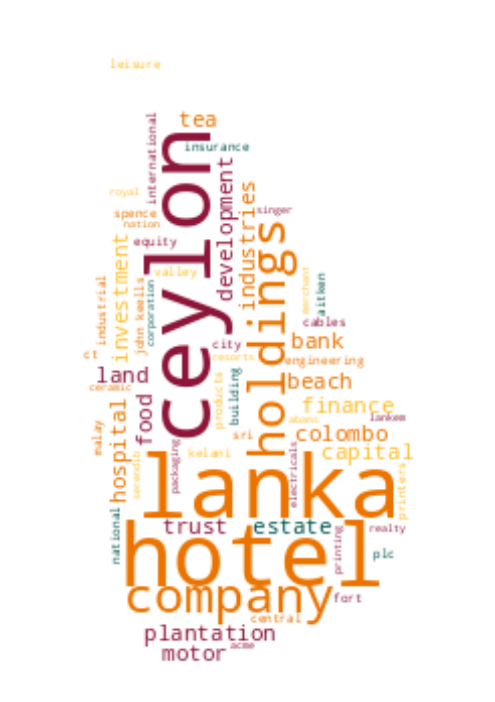 leisure
international
tea
ceylon
insurance
development
industries
royal
spence
nation
singer
equity
holdings
investment
valley
merchant
aitken
industrial
john keells
corporation
cables
city
bank
ct
resorts
engineering
land
building
beach
ceramic
products
food
hospital
finance
abans
lankem
malay
sri
colombo
packaging
serendib
kelani
electricals
capital
lanka
printers
national
trust
estate
printing
realty
hotel
plc
company
fort
central
plantation
motor
acme